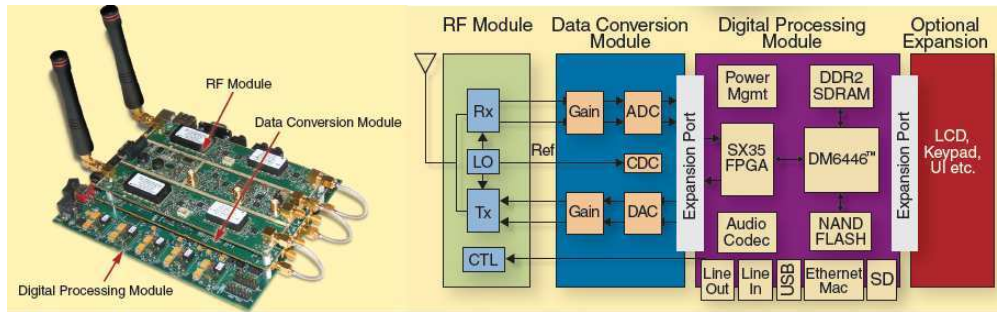 RF Module
Data Conversion Module
Digital Processing Module
RF Module
Data Conversion
Module
Digital Processing
Module
Optional
Expansion
Rx
LO
Tx
CTL
Gain
ADC
Ref
CDC
Gain
DAC
Expansion Port
Power
Mgmt
DDR2
SDRAM
SX35
FPGA
DM6446™
Audio
Codec
NAND
FLASH
Expansion Port
LCD,
Keypad,
UI etc.
Line
Out
Line
In
USB
Ethernet
Mac
SD